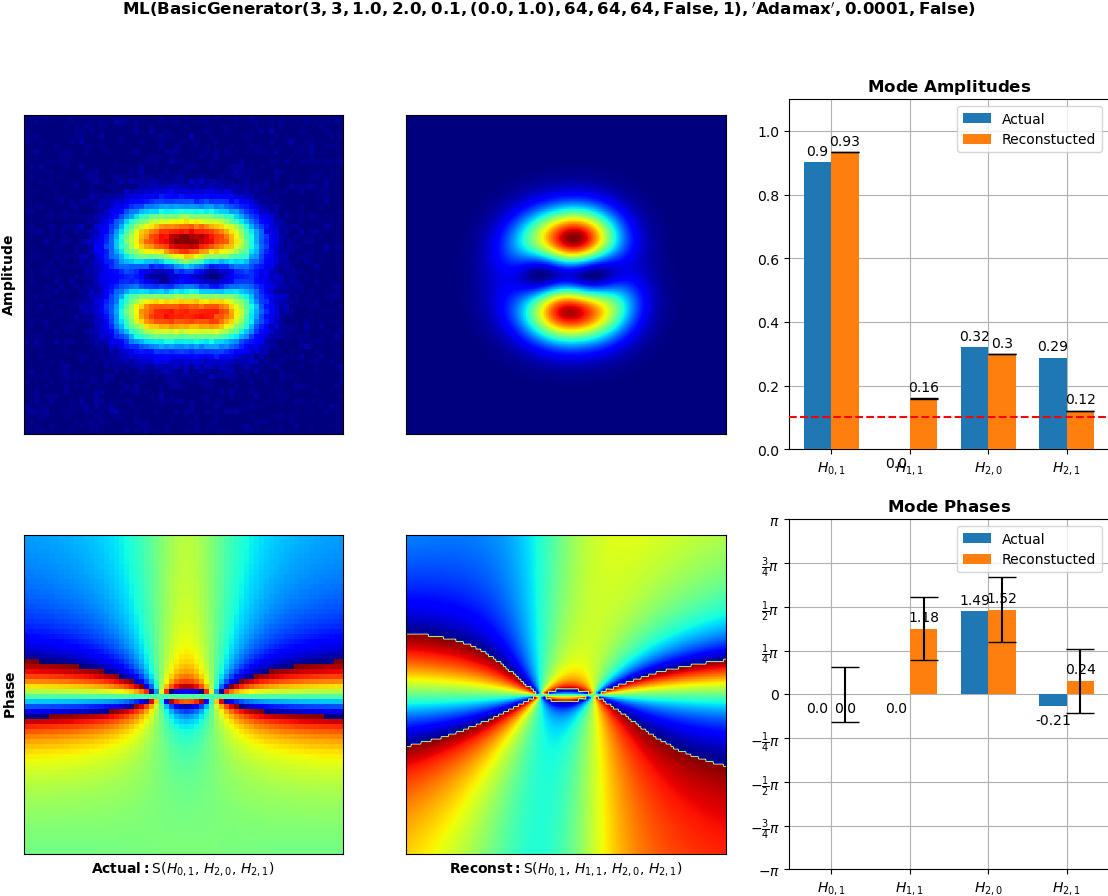 ML(BasicGenerator(3, 3, 1.0, 2.0, 0.1, (0.0, 1.0), 64, 64, 64, False, 1), ′Adamax′, 0.0001, False)
Amplitude
Mode Amplitudes
Actual
Reconstucted
1.0
0.8
0.6
0.4
0.2
0.0
0.9
0.93
0.0
0.16
0.32
0.3
0.29
0.12
H0,1
H1,1
H2,0
H2,1
Phase
Actual: S(H0,1, H2,0, H2,1)
Reconst: S(H0,1, H1,1, H2,0, H2,1)
Mode Phases
Actual
Reconstucted
π
3/4π
1/2π
1/4π
0
−1/4π
−1/2π
−3/4π
−π
0.0
0.0
0.0
1.18
1.49
1.52
-0.21
0.24
H0,1
H1,1
H2,0
H2,1